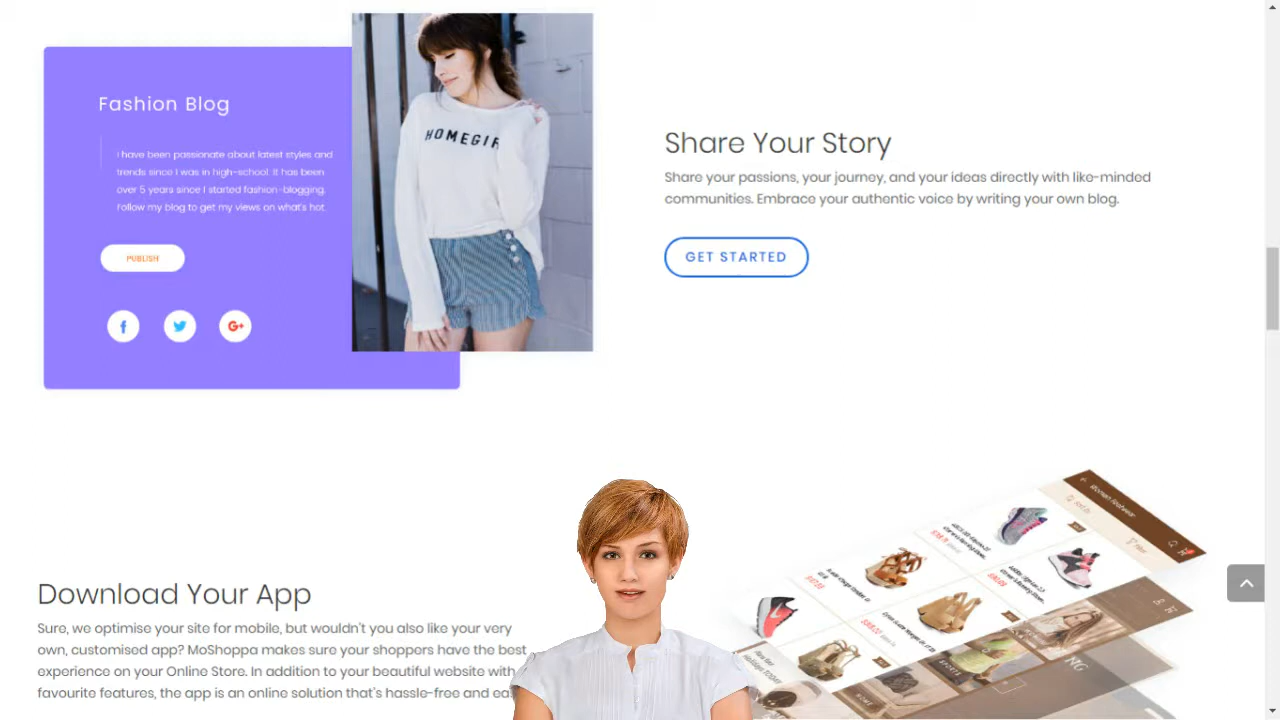 Fashion Blog
I have been passionate about latest styles and
trends since I was in high-school. It has been
over 5 years since I started fashion-blogging.
Follow my blog to get my views on what's hot.
PUBLISH
HOMEGIR
Share Your Story
Share your passions, your journey, and your ideas directly with like-minded
communities. Embrace your authentic voice by writing your own blog.
GET STARTED
Download Your App
Sure, we optimise your site for mobile, but wouldn't you also like your very
own, customised app? MoShoppa makes sure your shoppers have the best
experience on your Online Store. In addition to your beautiful website with
favourite features, the app is an online solution that's hassle-free and
Women Footwear